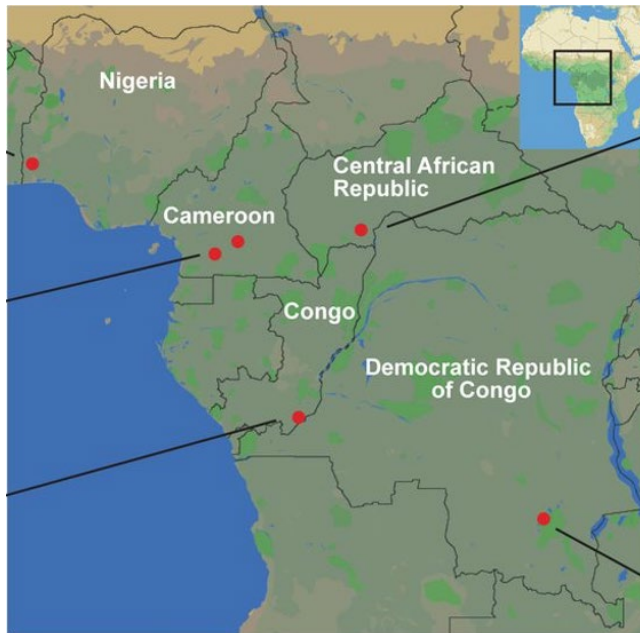 Nigeria
Central African
Republic
Cameroon
Congo
Democratic Republic
of Congo